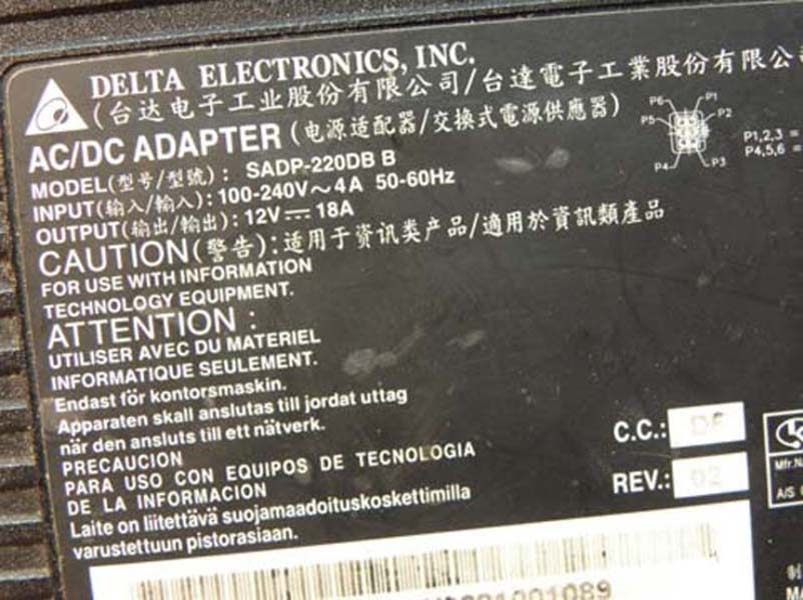 DELTA ELECTRONICS, INC.
(台达电子工业股份有限公司/台達電子工業股份有限公
AC/DC ADAPTER (电源适配器/交换式電源供應器)
P6 P1
P5 P2
P4 P3
P1,2,3 =
P4,5,6 =
MODEL(型号/型號): SADP-220DB B
INPUT(输入/輸入): 100-240V~4A 50-60Hz
OUTPUT(输出/輸出): 12V⎓18A
CAUTION(警告):适用于资讯类产品/適用於資訊類產品
FOR USE WITH INFORMATION
TECHNOLOGY EQUIPMENT.
ATTENTION :
UTILISER AVEC DU MATERIEL
INFORMATIQUE SEULEMENT.
Endast för kontorsmaskin.
Apparaten skall anslutas till jordat uttag
när den ansluts till ett nätverk.
PRECAUCION
PARA USO CON EQUIPOS DE TECNOLOGIA
DE LA INFORMACION
Laite on liitettävä suojamaadoituskoskettimilla
varustettuun pistorasiaan.
C.C.: DF
REV.: 02
Mfr.Na
A/S